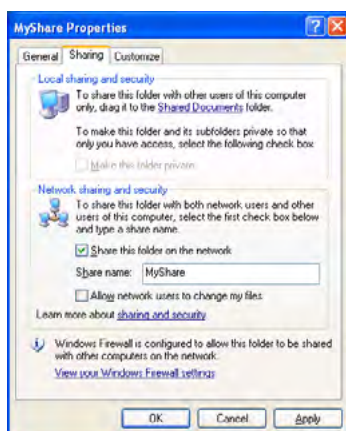 MyShare Properties
General Sharing Customize
Local sharing and security
To share this folder with other users of this computer
only, drag it to the Shared Documents folder.
To make this folder and its subfolders private so that
only you have access, select the following check box.
Make this folder private
Network sharing and security
To share this folder with both network users and other
users of this computer, select the first check box below
and type a share name.
Share this folder on the network
Share name: MyShare
Allow network users to change my files
Learn more about sharing and security.
Windows Firewall is configured to allow this folder to be shared
with other computers on the network.
View your Windows Firewall settings
OK Cancel Apply